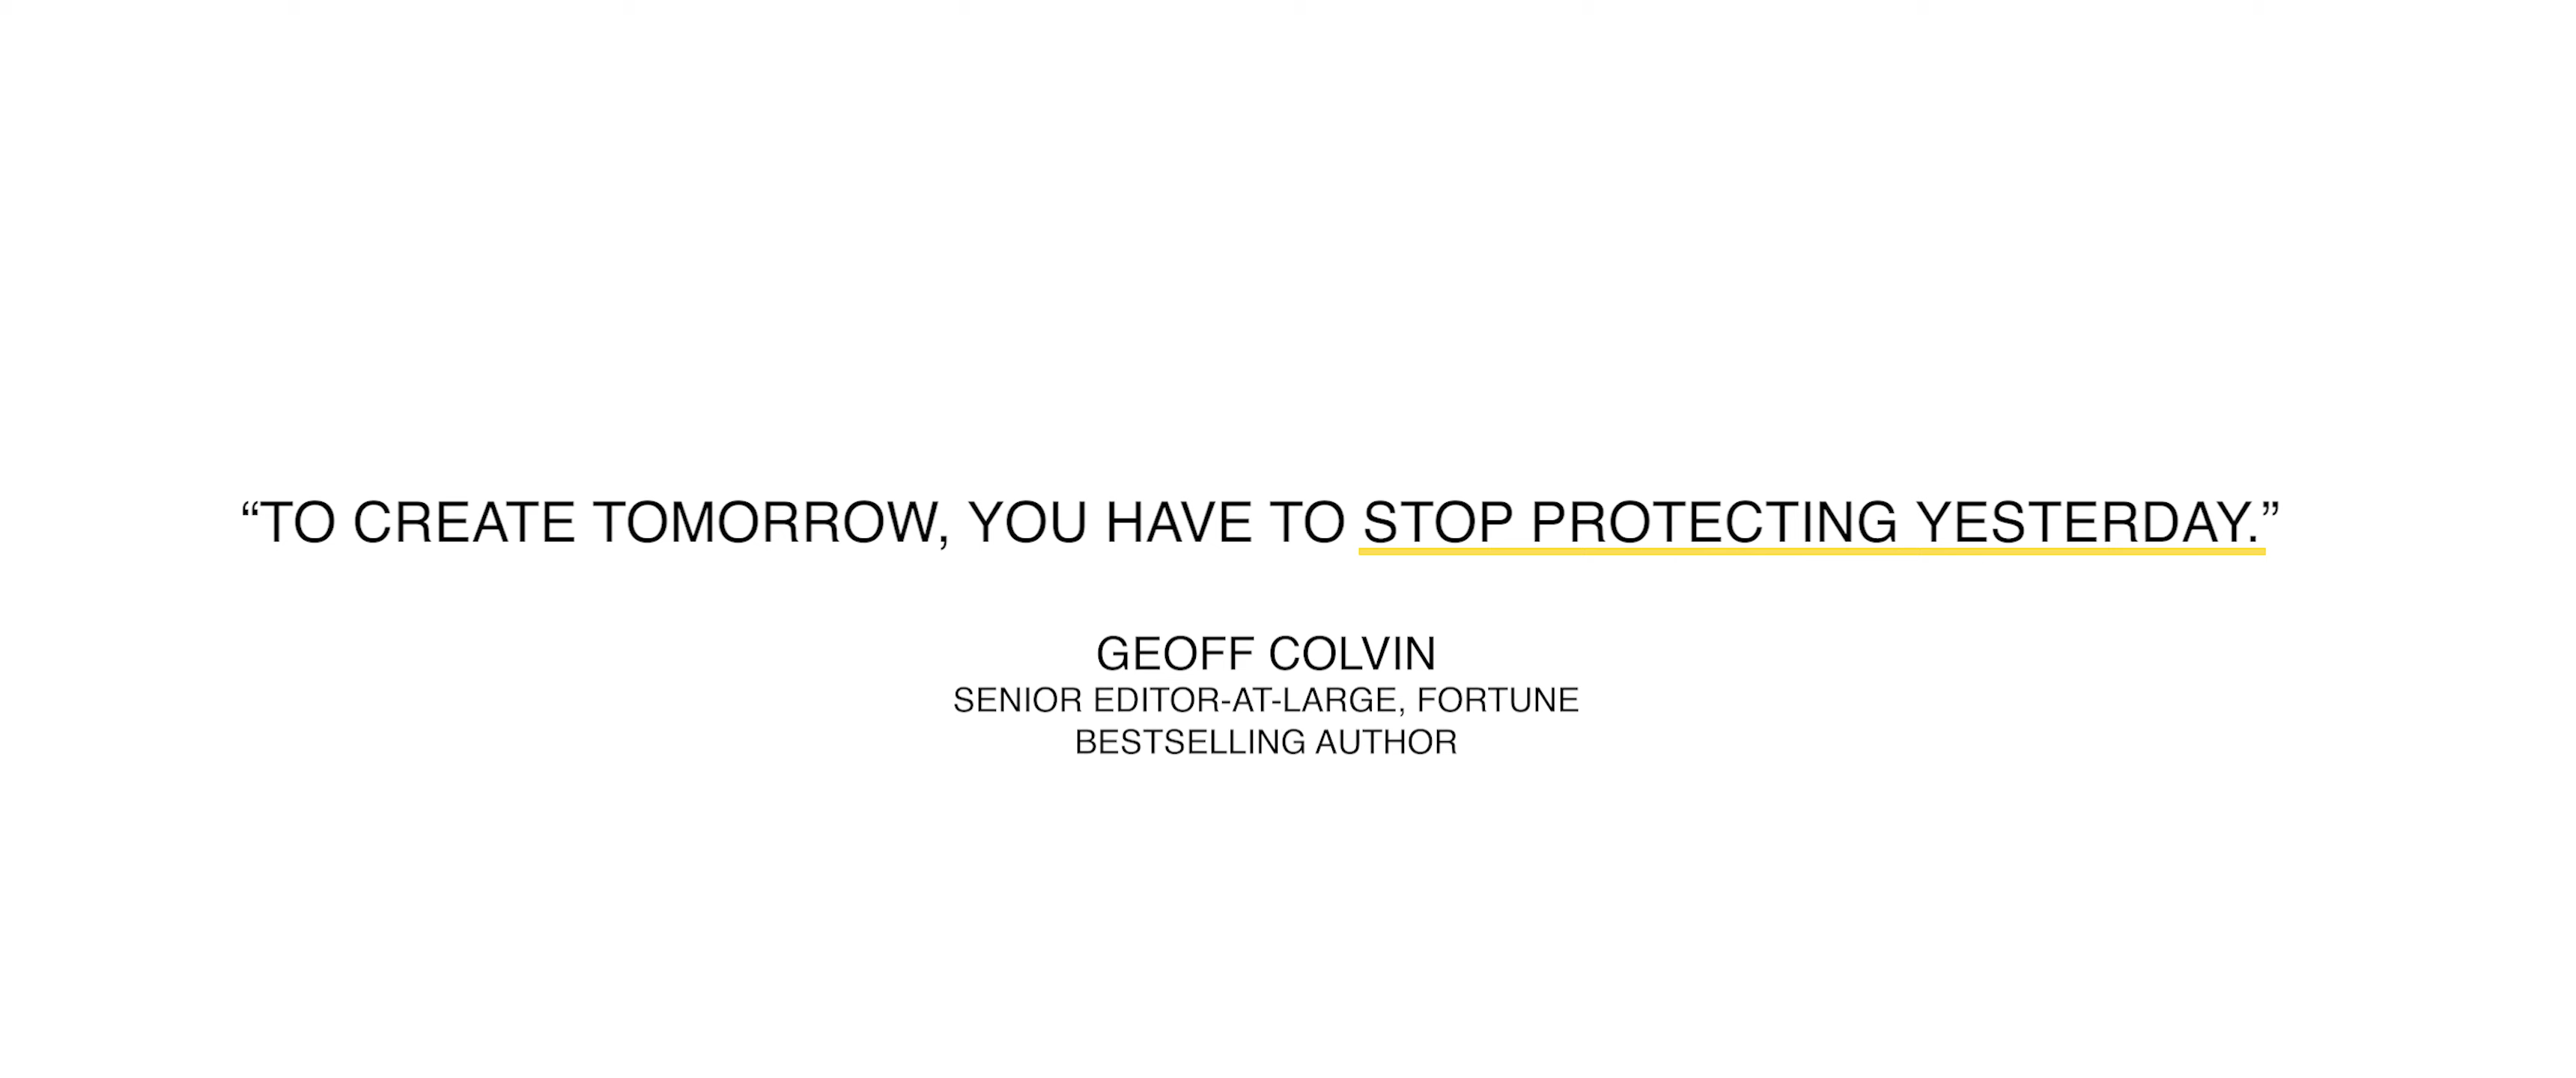 “TO CREATE TOMORROW, YOU HAVE TO STOP PROTECTING YESTERDAY.”
GEOFF COLVIN
SENIOR EDITOR-AT-LARGE, FORTUNE
BESTSELLING AUTHOR